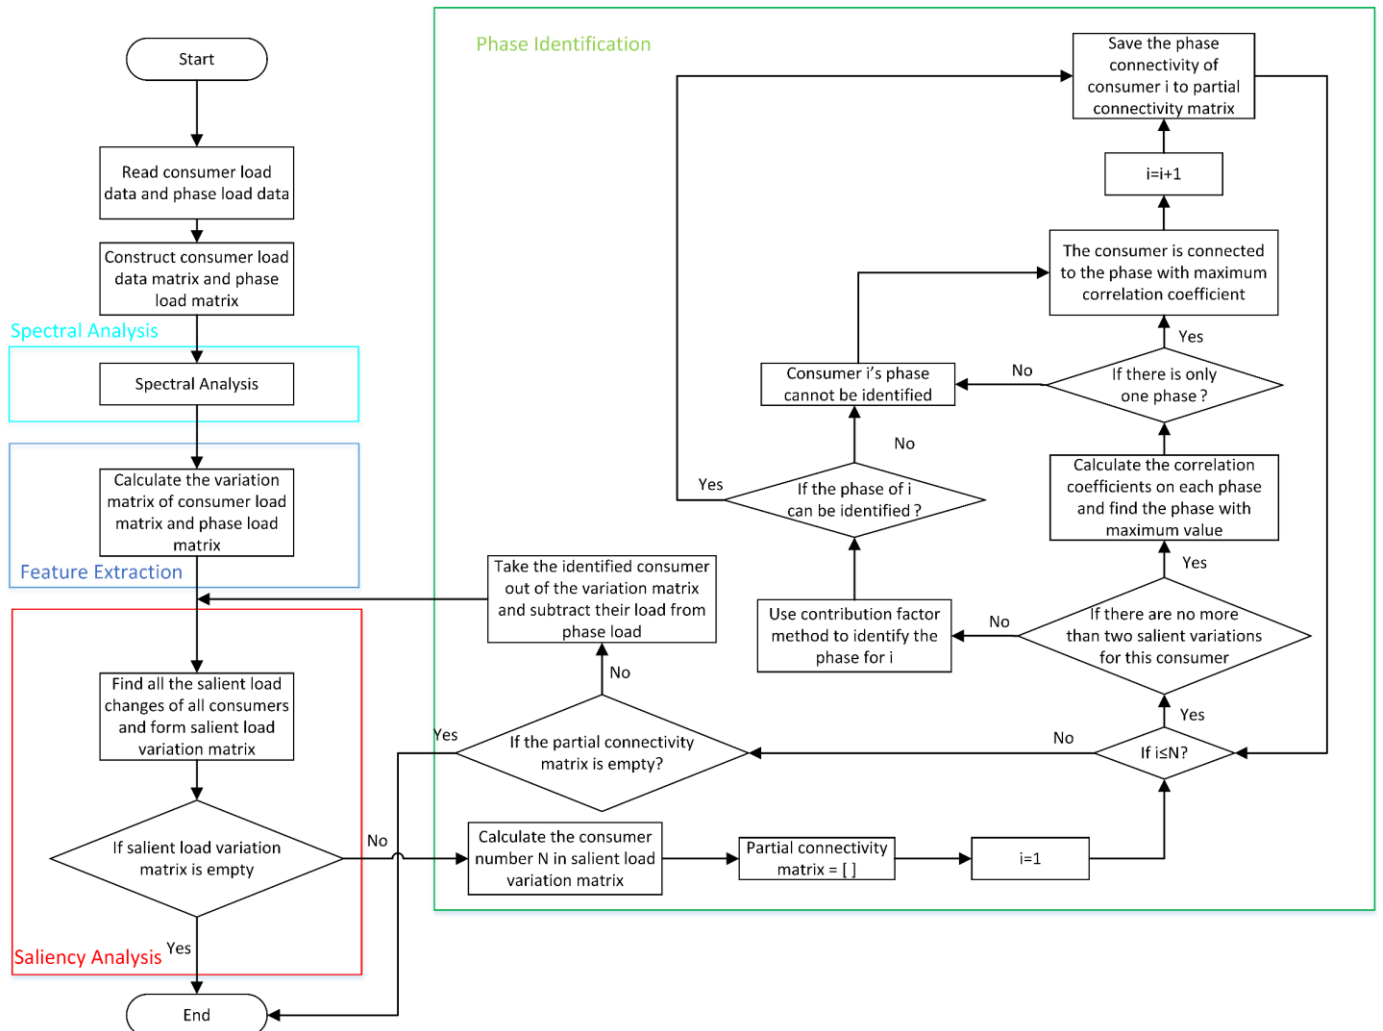 Start
Read consumer load
data and phase load data
Construct consumer load
data matrix and phase
load matrix
Spectral Analysis
Spectral Analysis
Calculate the variation
matrix of consumer load
matrix and phase load
matrix
Feature Extraction
Find all the salient load
changes of all consumers
and form salient load
variation matrix
If salient load variation
matrix is empty
No
Yes
Saliency Analysis
End
Phase Identification
Save the phase
connectivity of
consumer i to partial
connectivity matrix
i=i+1
The consumer is connected
to the phase with maximum
correlation coefficient
Yes
If there is only
one phase ?
No
Consumer i’s phase
cannot be identified
No
If the phase of i
can be identified ?
Yes
Calculate the correlation
coefficients on each phase
and find the phase with
maximum value
Yes
If there are no more
than two salient variations
for this consumer
No
Use contribution factor
method to identify the
phase for i
Take the identified consumer
out of the variation matrix
and subtract their load from
phase load
No
If the partial connectivity
matrix is empty?
Yes
Yes
If i≤N?
No
Calculate the consumer
number N in salient load
variation matrix
Partial connectivity
matrix = [ ]
i=1